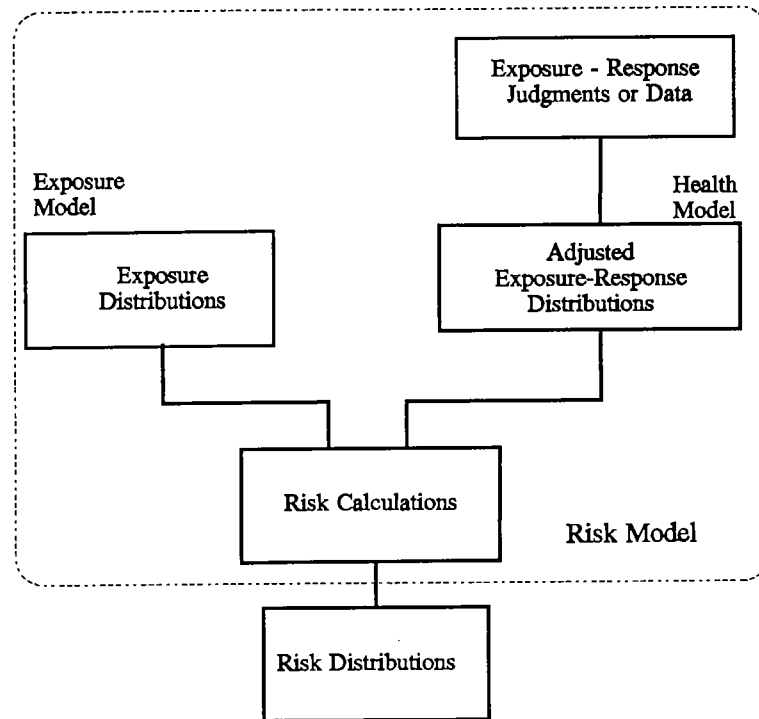 Exposure - Response
Judgments or Data
Exposure
Model
Health
Model
Exposure
Distributions
Adjusted
Exposure-Response
Distributions
Risk Calculations
Risk Model
Risk Distributions